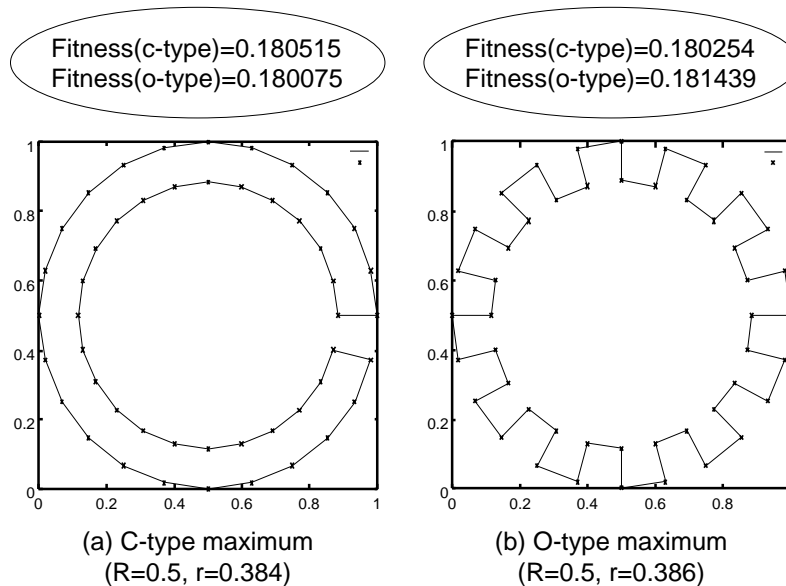 Fitness(c-type)=0.180515
Fitness(o-type)=0.180075
Fitness(c-type)=0.180254
Fitness(o-type)=0.181439
1
0.8
0.6
0.4
0.2
0
0 0.2 0.4 0.6 0.8 1
1
0.8
0.6
0.4
0.2
0
0 0.2 0.4 0.6 0.8
(a) C-type maximum
(R=0.5, r=0.384)
(b) O-type maximum
(R=0.5, r=0.386)